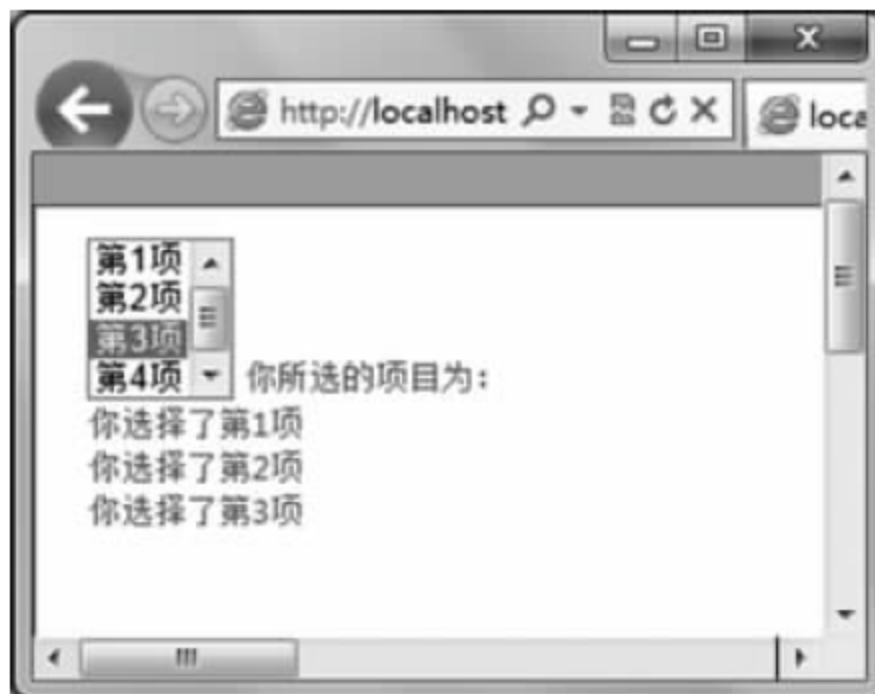 http://localhost
loca
第1项
第2项
第3项
第4项
你所选的项目为：
你选择了第1项
你选择了第2项
你选择了第3项